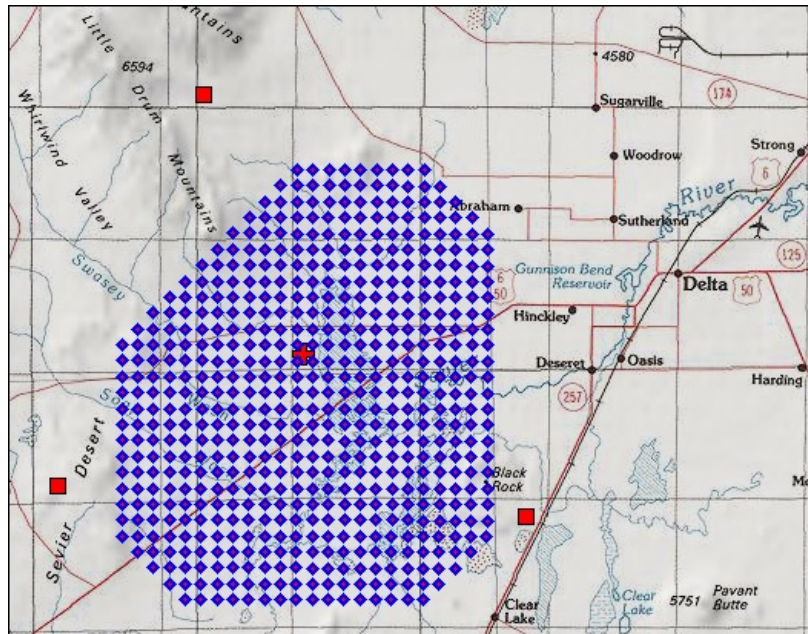 Little
Drum
Mountains
untains
6594
4580
174
Sugarville
Whirlwind
Valley
Woodrow
Strong
6
River
Abraham
Sutherland
Swasey
125
Gunnison Bend
Reservoir
6
50
Delta
50
Hinckley
Deseret
Oasis
Harding
257
Wash
Sevier
Desert
Black
Rock
Clear
Lake
Clear
Lake
5751
Pavant
Butte